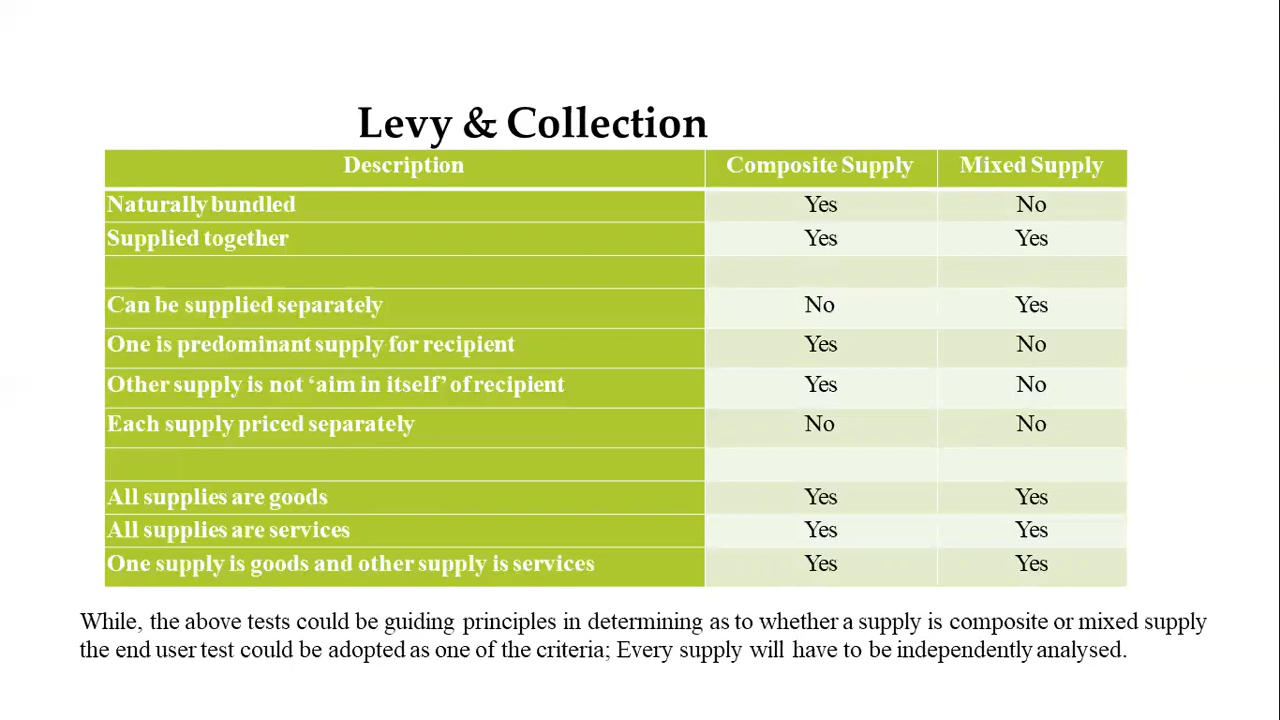 Levy & Collection
Description Composite Supply Mixed Supply
Naturally bundled Yes No
Supplied together Yes Yes
Can be supplied separately No Yes
One is predominant supply for recipient Yes No
Other supply is not ‘aim in itself’ of recipient Yes No
Each supply priced separately No No
All supplies are goods Yes Yes
All supplies are services Yes Yes
One supply is goods and other supply is services Yes Yes
While, the above tests could be guiding principles in determining as to whether a supply is composite or mixed supply
the end user test could be adopted as one of the criteria; Every supply will have to be independently analysed.